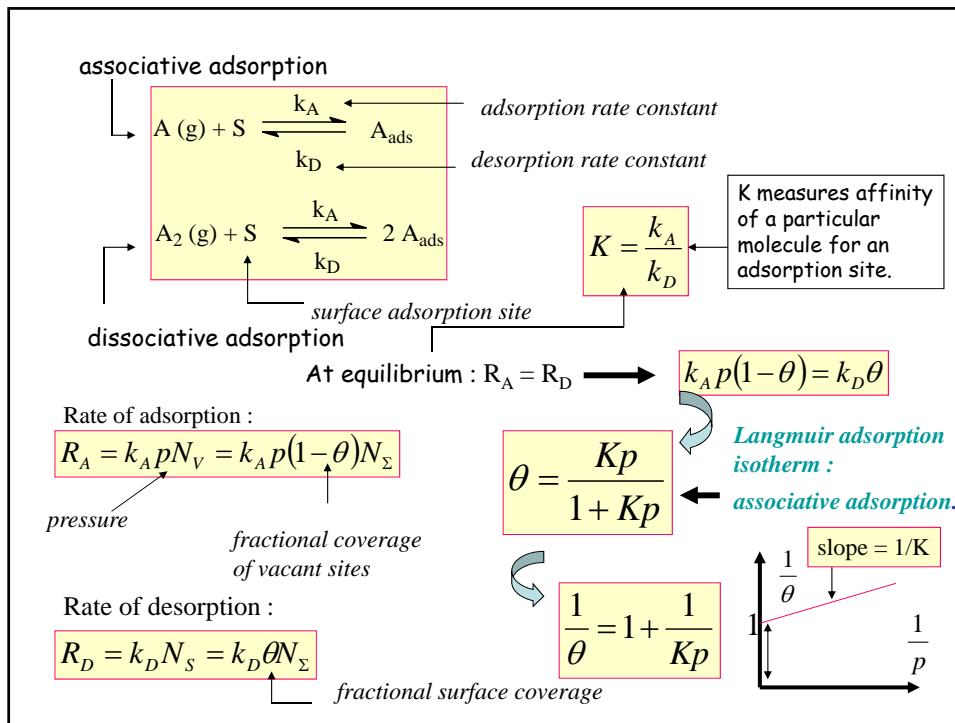 associative adsorption
k_A
adsorption rate constant
A (g) + S ⇌ A_ads
k_D
desorption rate constant
k_A
A_2 (g) + S ⇌ 2 A_ads
k_D
K = k_A / k_D
K measures affinity
of a particular
molecule for an
adsorption site.
surface adsorption site
dissociative adsorption
At equilibrium : R_A = R_D
k_A p(1 − θ) = k_D θ
Rate of adsorption :
R_A = k_A p N_V = k_A p(1 − θ)N_Σ
pressure
fractional coverage
of vacant sites
θ = Kp / (1 + Kp)
Langmuir adsorption
isotherm :
associative adsorption.
Rate of desorption :
R_D = k_D N_S = k_D θ N_Σ
fractional surface coverage
1/θ = 1 + 1/(Kp)
slope = 1/K
1/θ
1
1/p